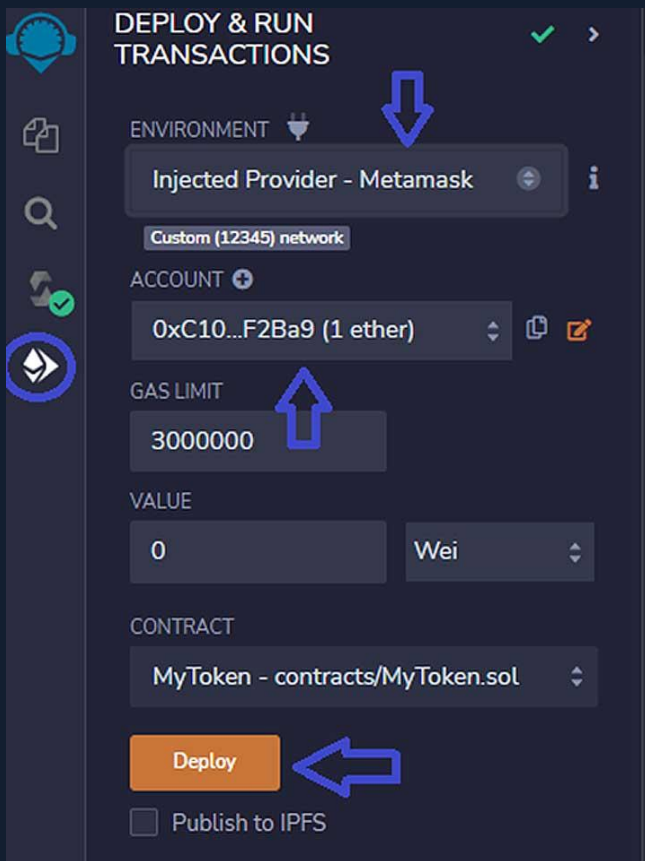 DEPLOY & RUN
TRANSACTIONS
ENVIRONMENT
Injected Provider - Metamask
Custom (12345) network
ACCOUNT
0xC10...F2Ba9 (1 ether)
GAS LIMIT
3000000
VALUE
0 Wei
CONTRACT
MyToken - contracts/MyToken.sol
Deploy
Publish to IPFS